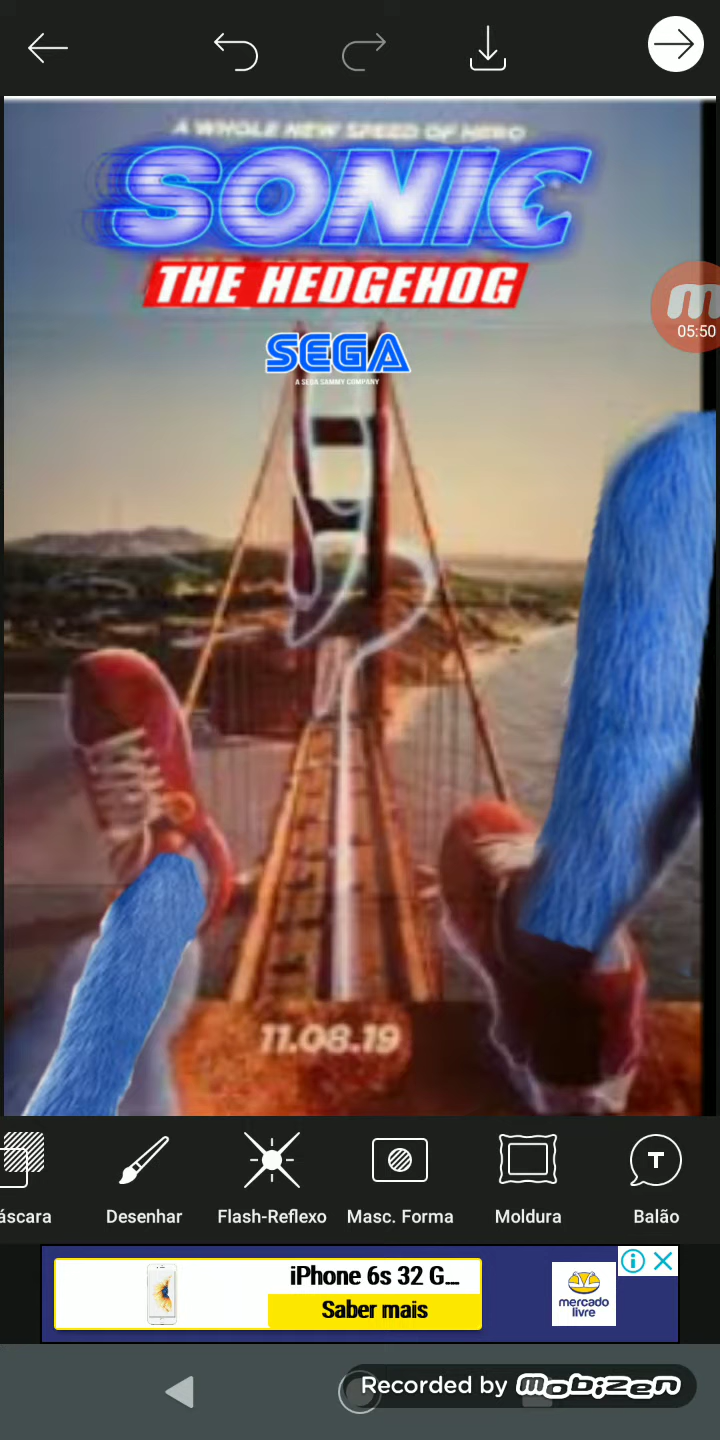 A WHOLE NEW SPEED OF HERO
SONIC
THE HEDGEHOG
SEGA
A SEGA SAMMY COMPANY
05:50
11.08.19
áscara
Desenhar
Flash-Reflexo
Masc. Forma
Moldura
T
Balão
iPhone 6s 32 G...
Saber mais
mercado
livre
Recorded by mobizen